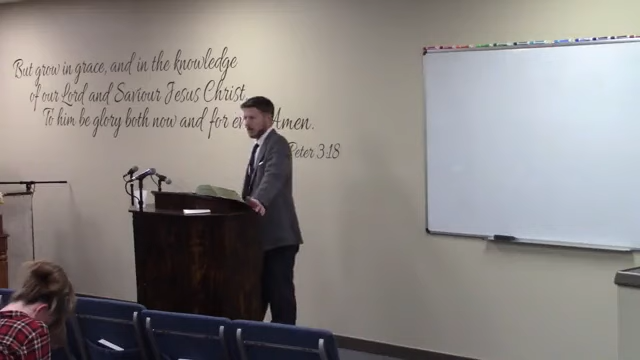 But grow in grace, and in the knowledge
of our Lord and Saviour Jesus Christ.
To him be glory both now and for Amen.
Peter 3:18